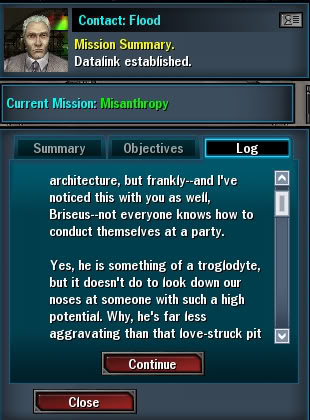 Contact: Flood
Mission Summary.
Datalink established.
Current Mission: Misanthropy
Summary
Objectives
Log
architecture, but frankly--and I've
noticed this with you as well,
Briseus--not everyone knows how to
conduct themselves at a party.
Yes, he is something of a troglodyte,
but it doesn't do to look down our
noses at someone with such a high
potential. Why, he's far less
aggravating than that love-struck pit
Continue
Close